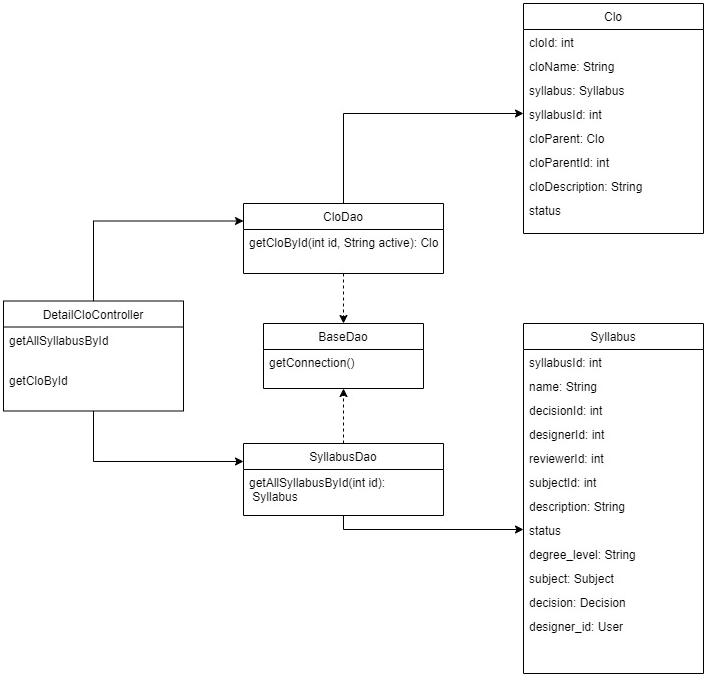 Clo
cloId: int
cloName: String
syllabus: Syllabus
syllabusId: int
cloParent: Clo
cloParentId: int
cloDescription: String
status
CloDao
getCloById(int id, String active): Clo
DetailCloController
getAllSyllabusById
getCloById
BaseDao
getConnection()
SyllabusDao
getAllSyllabusById(int id):
Syllabus
Syllabus
syllabusId: int
name: String
decisionId: int
designerId: int
reviewerId: int
subjectId: int
description: String
status
degree_level: String
subject: Subject
decision: Decision
designer_id: User